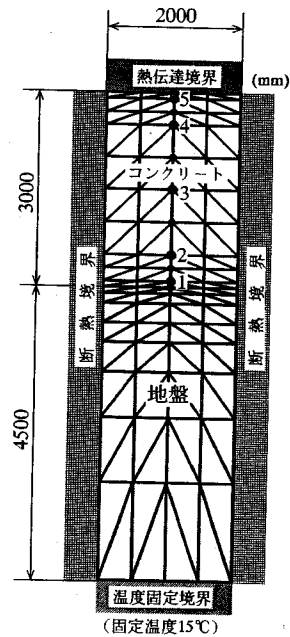 2000
熱伝達境界
(mm)
5
4
コンクリート
3
3000
2
1
断熱境界
断熱境界
地盤
4500
温度固定境界
(固定温度15℃)